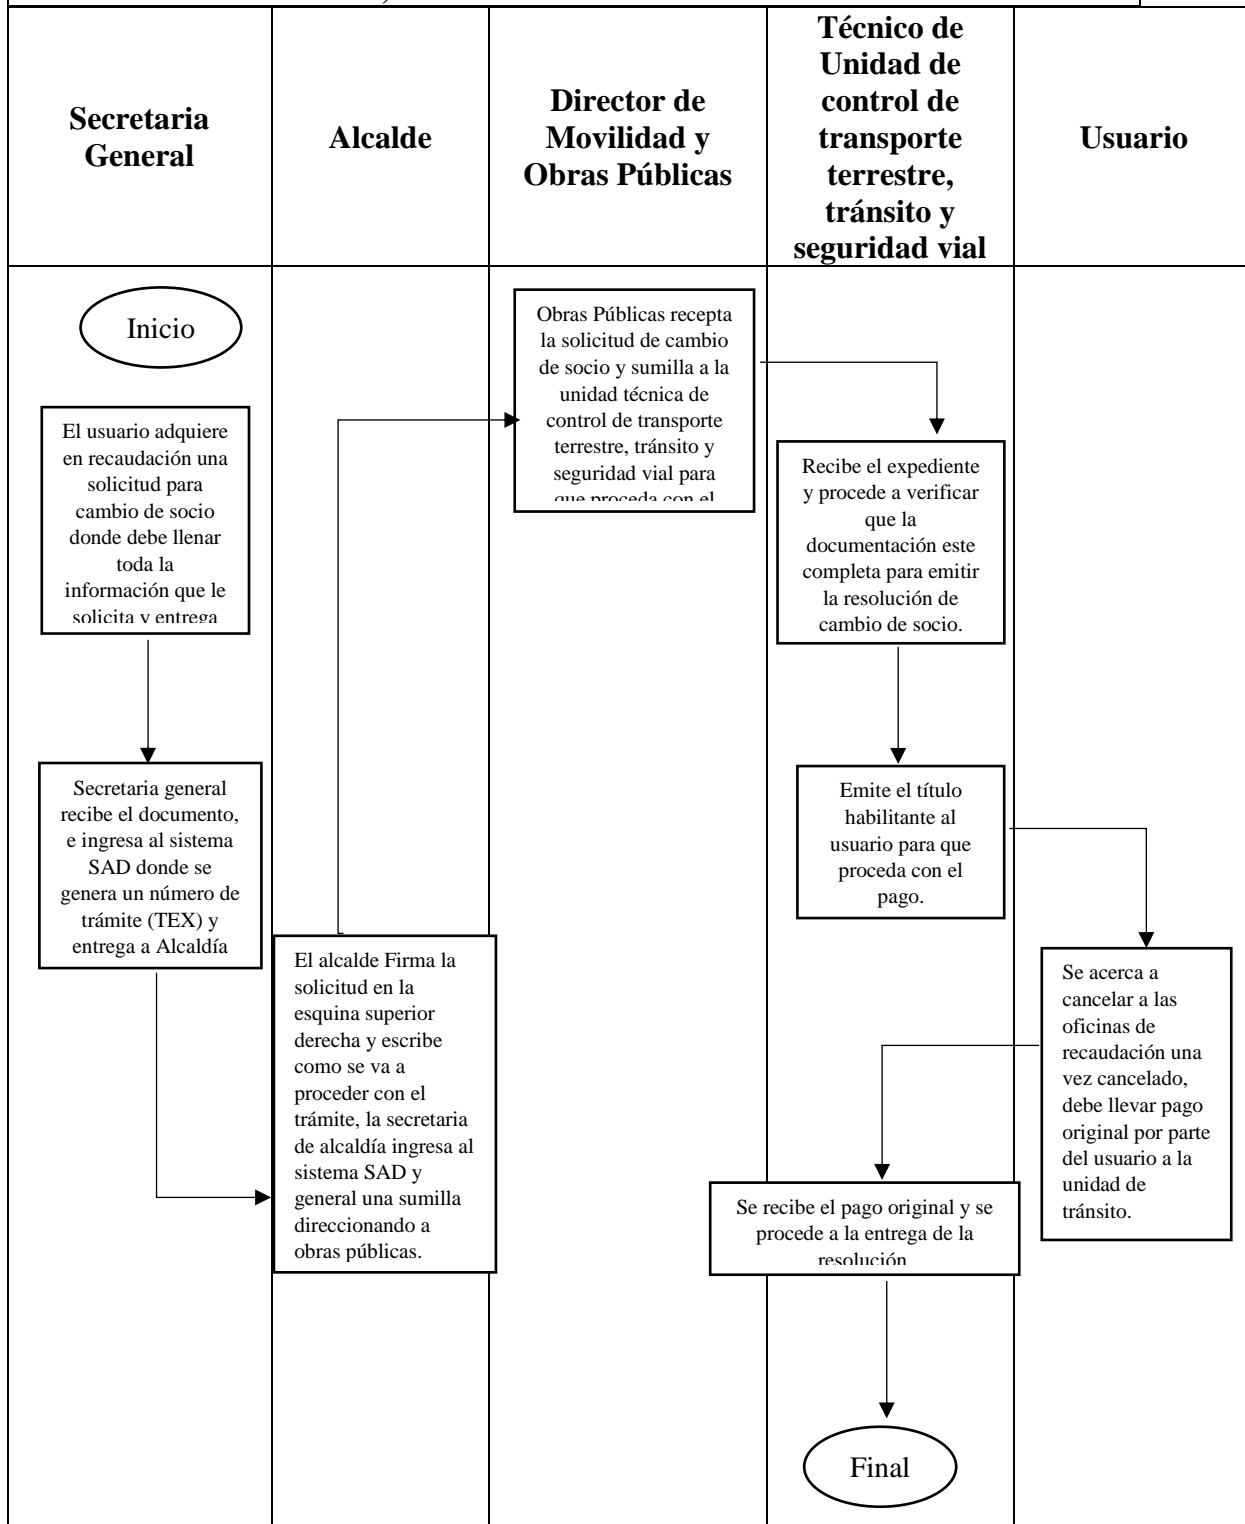 Secretaria
General
Alcalde
Director de
Movilidad y
Obras Públicas
Técnico de
Unidad de
control de
transporte
terrestre,
tránsito y
seguridad vial
Usuario
Inicio
El usuario adquiere
en recaudación una
solicitud para
cambio de socio
donde debe llenar
toda la
información que le
solicita y entrega
Secretaria general
recibe el documento,
e ingresa al sistema
SAD donde se
genera un número de
trámite (TEX) y
entrega a Alcaldía
El alcalde Firma la
solicitud en la
esquina superior
derecha y escribe
como se va a
proceder con el
trámite, la secretaria
de alcaldía ingresa al
sistema SAD y
general una sumilla
direccionando a
obras públicas.
Obras Públicas recepta
la solicitud de cambio
de socio y sumilla a la
unidad técnica de
control de transporte
terrestre, tránsito y
seguridad vial para
que proceda con el
Recibe el expediente
y procede a verificar
que la
documentación este
completa para emitir
la resolución de
cambio de socio.
Emite el título
habilitante al
usuario para que
proceda con el
pago.
Se acerca a
cancelar a las
oficinas de
recaudación una
vez cancelado,
debe llevar pago
original por parte
del usuario a la
unidad de
tránsito.
Se recibe el pago original y se
procede a la entrega de la
resolución
Final